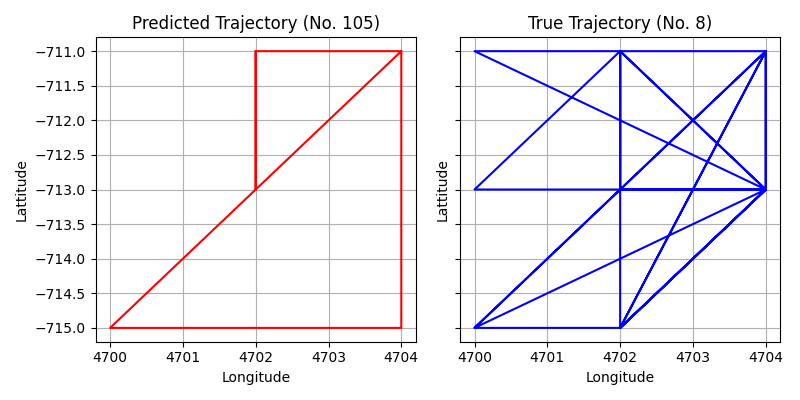 Predicted Trajectory (No. 105)
True Trajectory (No. 8)
Lattitude
−711.0
−711.5
−712.0
−712.5
−713.0
−713.5
−714.0
−714.5
−715.0
4700 4701 4702 4703 4704
Longitude
Lattitude
4700 4701 4702 4703 4704
Longitude